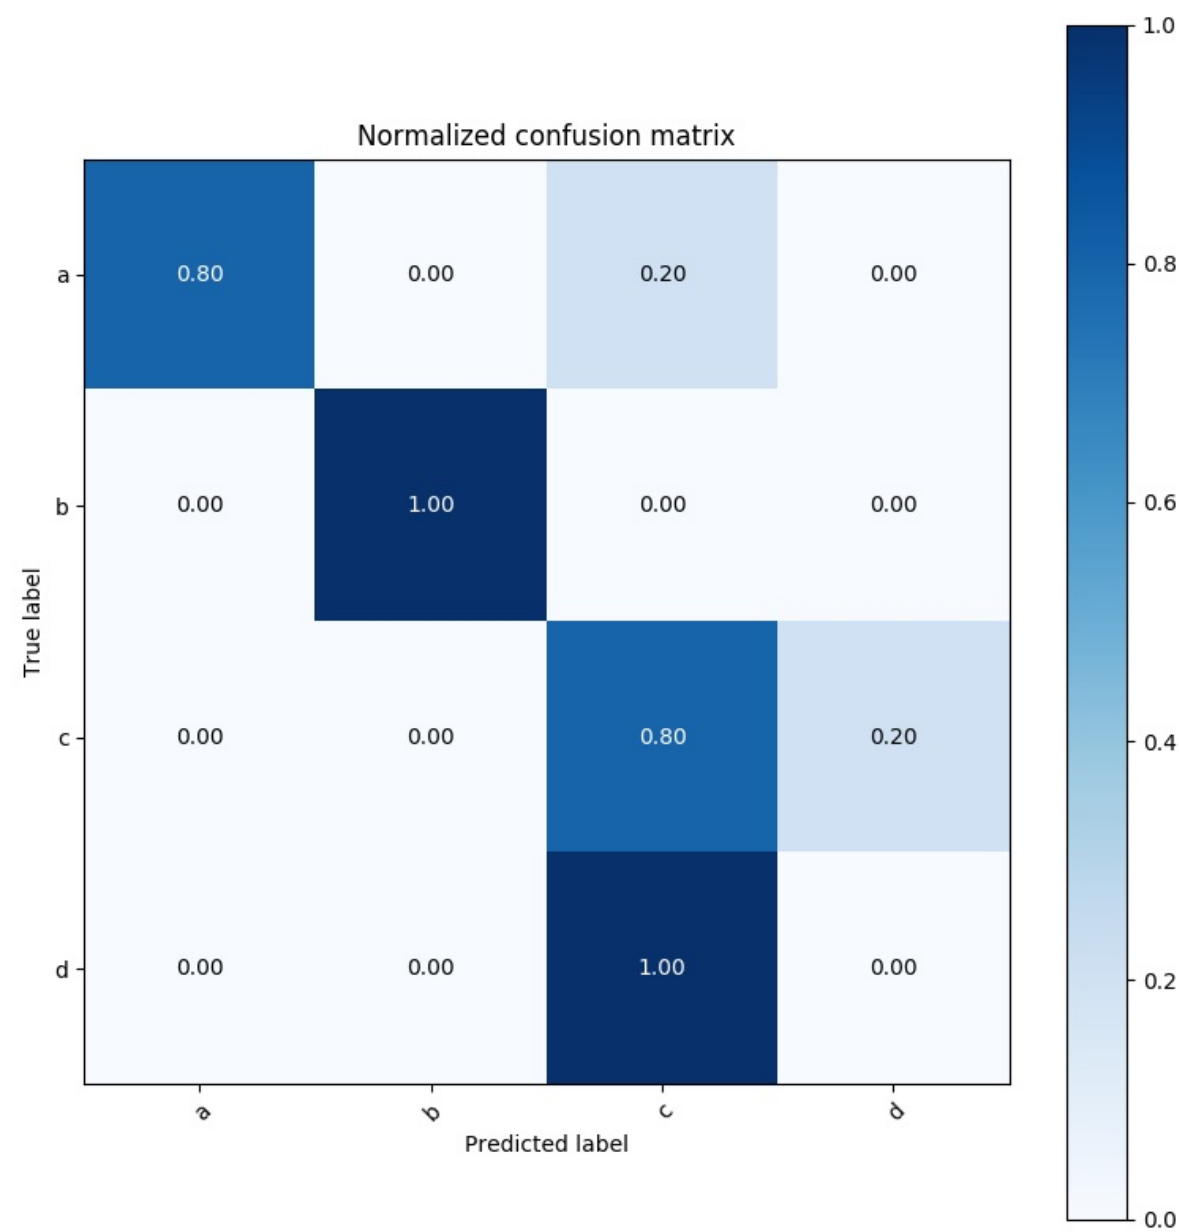 Normalized confusion matrix
1.0
0.8
0.6
0.4
0.2
0.0
True label
a 0.80 0.00 0.20 0.00
b 0.00 1.00 0.00 0.00
c 0.00 0.00 0.80 0.20
d 0.00 0.00 1.00 0.00
a b c d
Predicted label